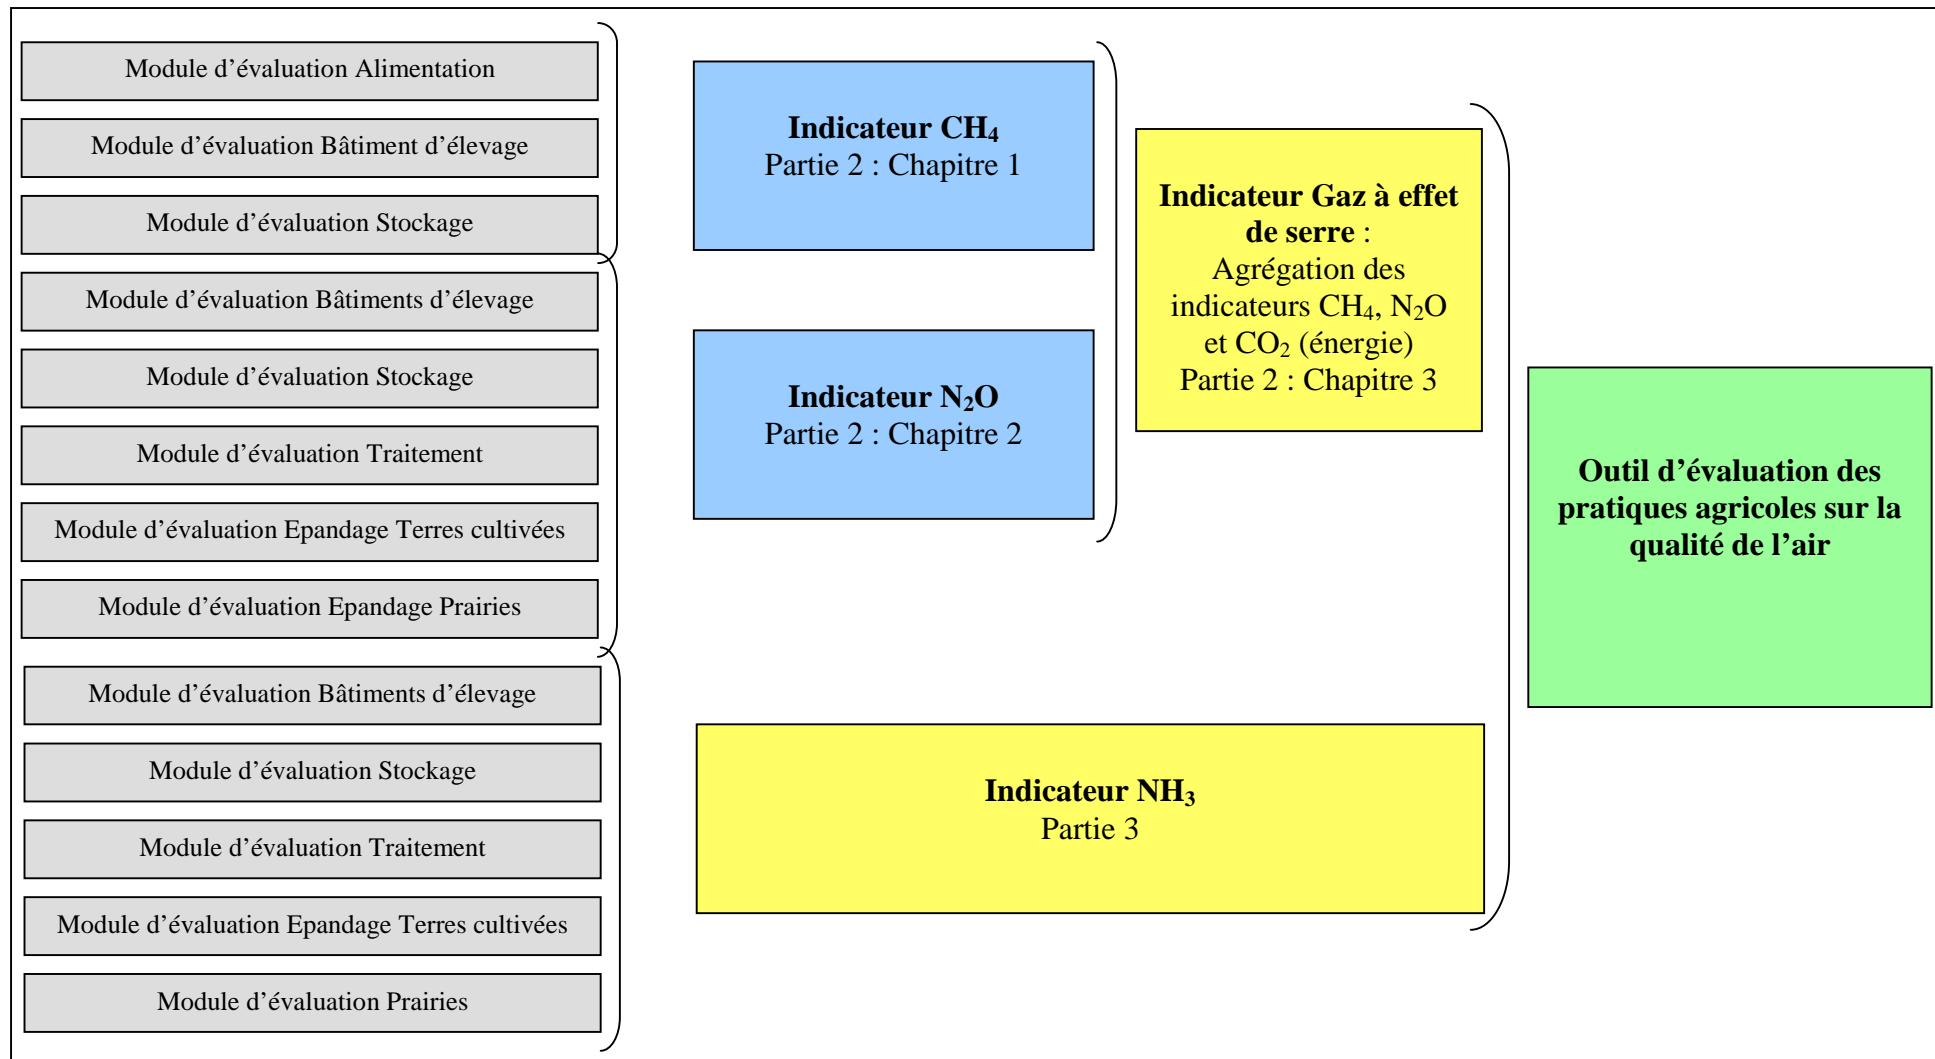 Module d’évaluation Alimentation
Module d’évaluation Bâtiment d’élevage
Module d’évaluation Stockage
Module d’évaluation Bâtiments d’élevage
Module d’évaluation Stockage
Module d’évaluation Traitement
Module d’évaluation Epandage Terres cultivées
Module d’évaluation Epandage Prairies
Module d’évaluation Bâtiments d’élevage
Module d’évaluation Stockage
Module d’évaluation Traitement
Module d’évaluation Epandage Terres cultivées
Module d’évaluation Prairies
Indicateur CH₄
Partie 2 : Chapitre 1
Indicateur N₂O
Partie 2 : Chapitre 2
Indicateur Gaz à effet
de serre :
Agrégation des
indicateurs CH₄, N₂O
et CO₂ (énergie)
Partie 2 : Chapitre 3
Indicateur NH₃
Partie 3
Outil d’évaluation des
pratiques agricoles sur la
qualité de l’air